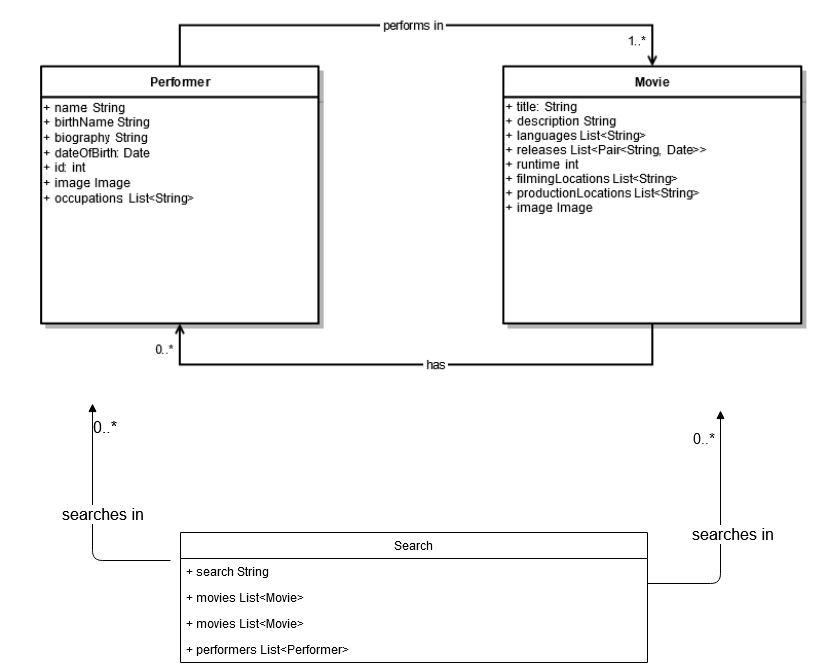 performs in
1..*
Performer
+ name: String
+ birthName: String
+ biography: String
+ dateOfBirth: Date
+ id: int
+ image: Image
+ occupations: List<String>
Movie
+ title: String
+ description: String
+ languages: List<String>
+ releases: List<Pair<String, Date>>
+ runtime: int
+ filmingLocations: List<String>
+ productionLocations: List<String>
+ image: Image
0..*
has
0..*
0..*
searches in
searches in
Search
+ search String
+ movies List<Movie>
+ movies List<Movie>
+ performers List<Performer>